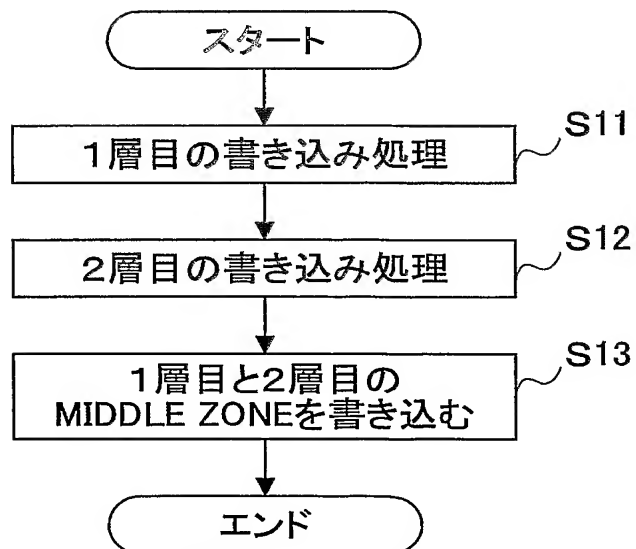 スタート
S11
1層目の書き込み処理
S12
2層目の書き込み処理
S13
1層目と2層目の
MIDDLE ZONEを書き込む
エンド